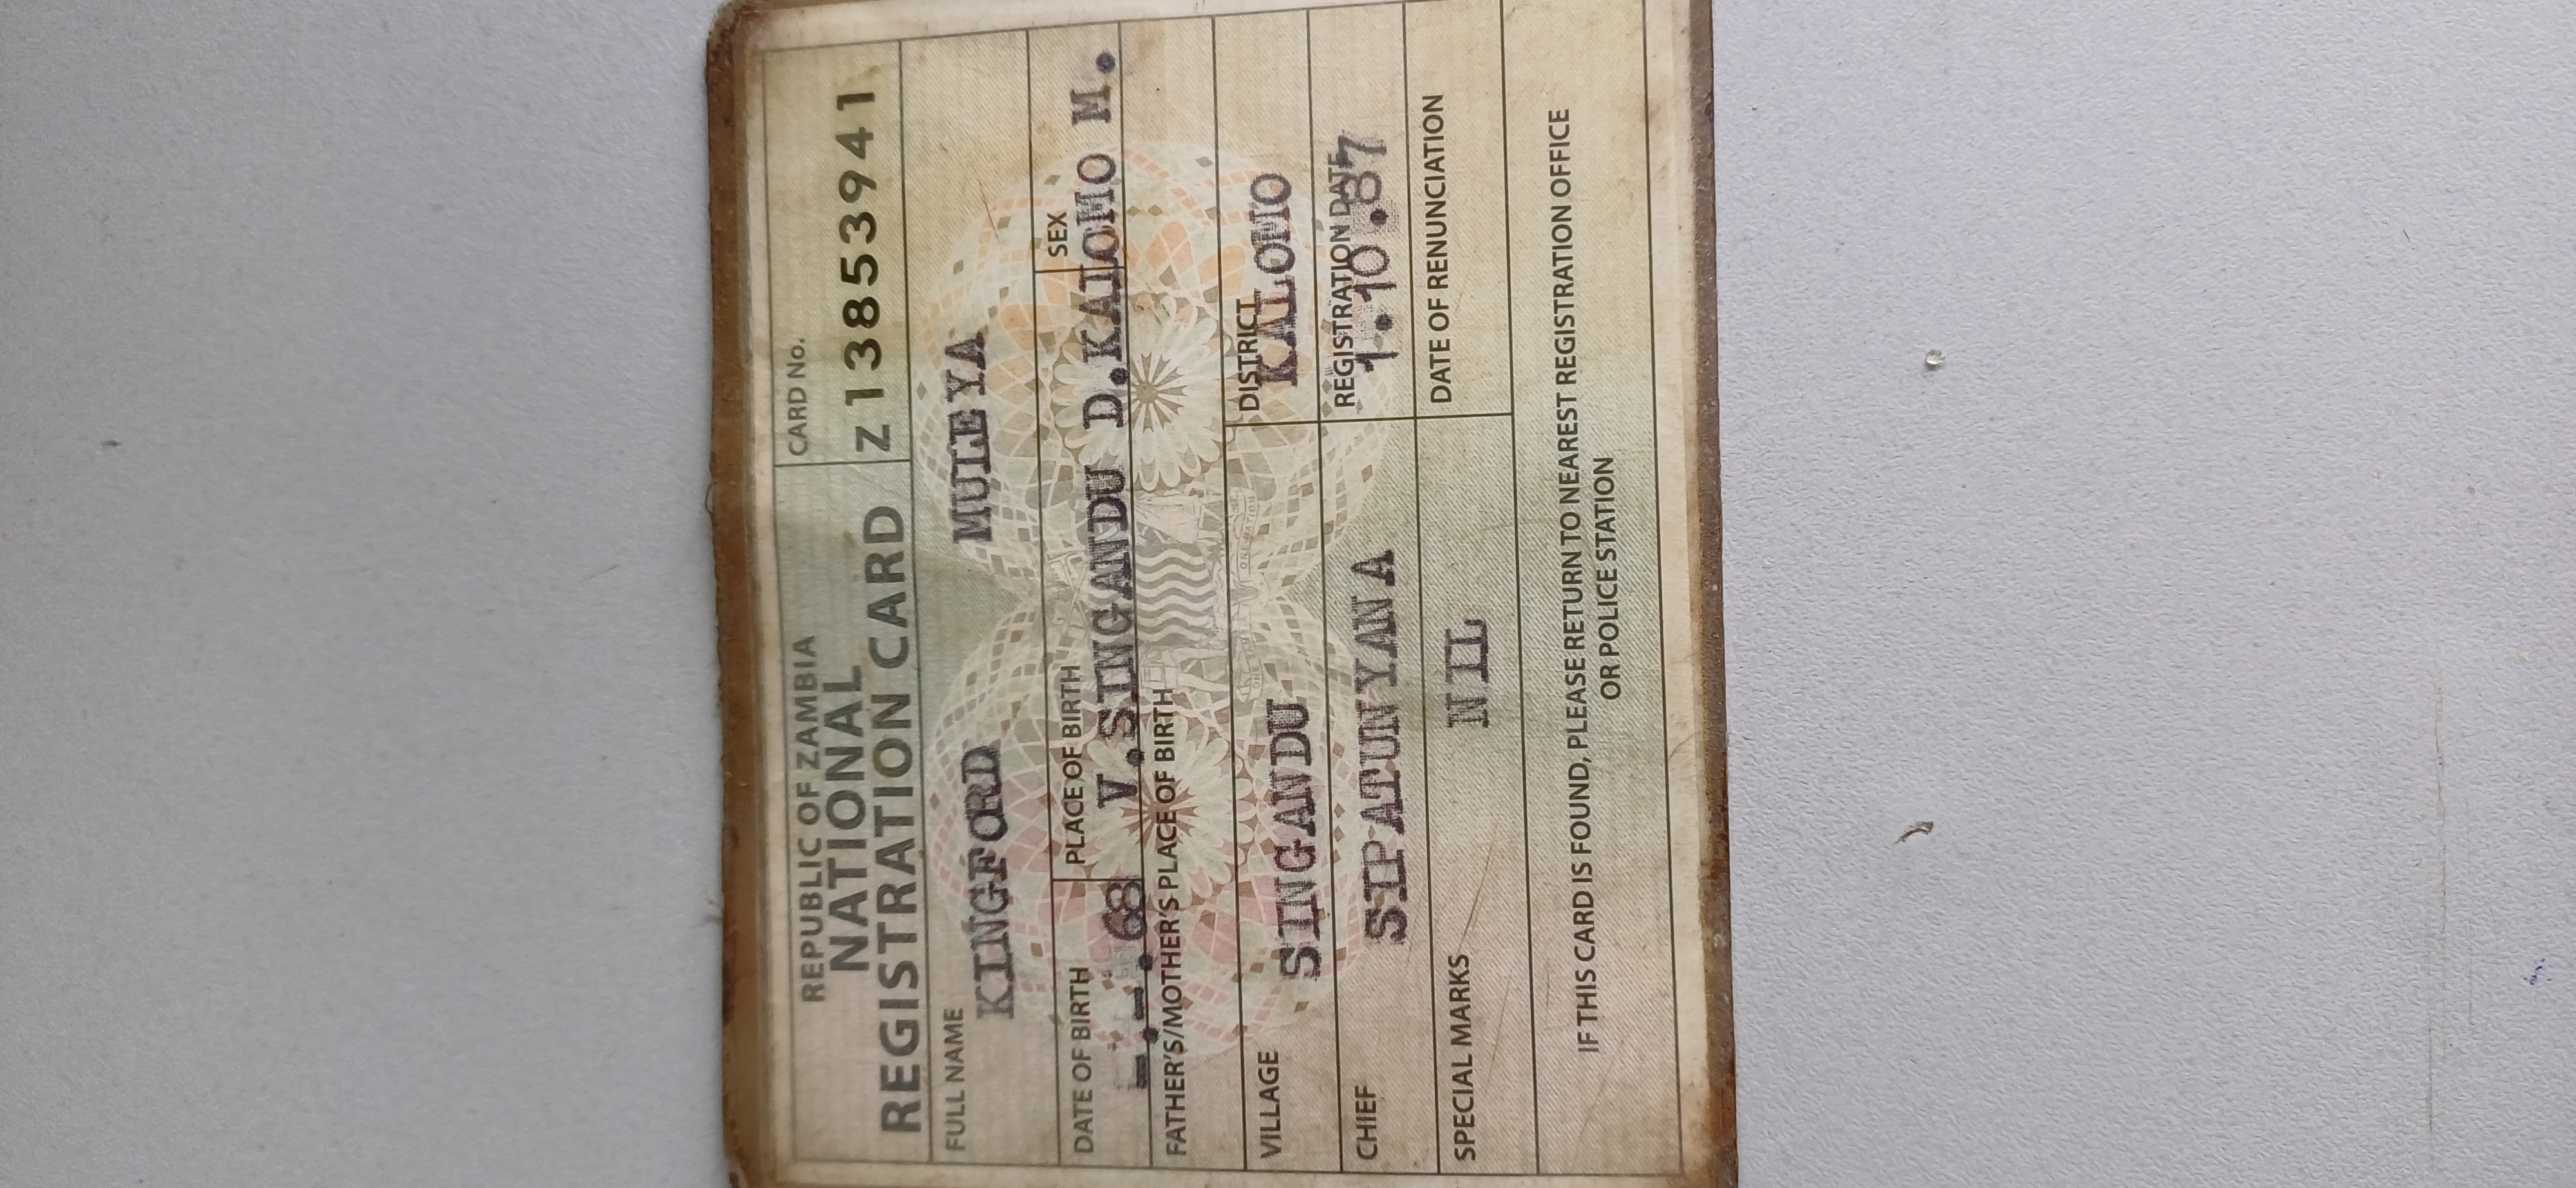 REPUBLIC OF ZAMBIA
NATIONAL
REGISTRATION CARD
CARD No.
Z 13853941
FULL NAME
KINGFORD MULEYA
DATE OF BIRTH PLACE OF BIRTH SEX
-.-.68 V.SINGANDU D.KALOMO M.
FATHER'S/MOTHER'S PLACE OF BIRTH
VILLAGE DISTRICT
SINGANDU KALOMO
CHIEF REGISTRATION DATE
SIPATUNYANA 1.10.87
SPECIAL MARKS DATE OF RENUNCIATION
NIL
IF THIS CARD IS FOUND, PLEASE RETURN TO NEAREST REGISTRATION OFFICE
OR POLICE STATION